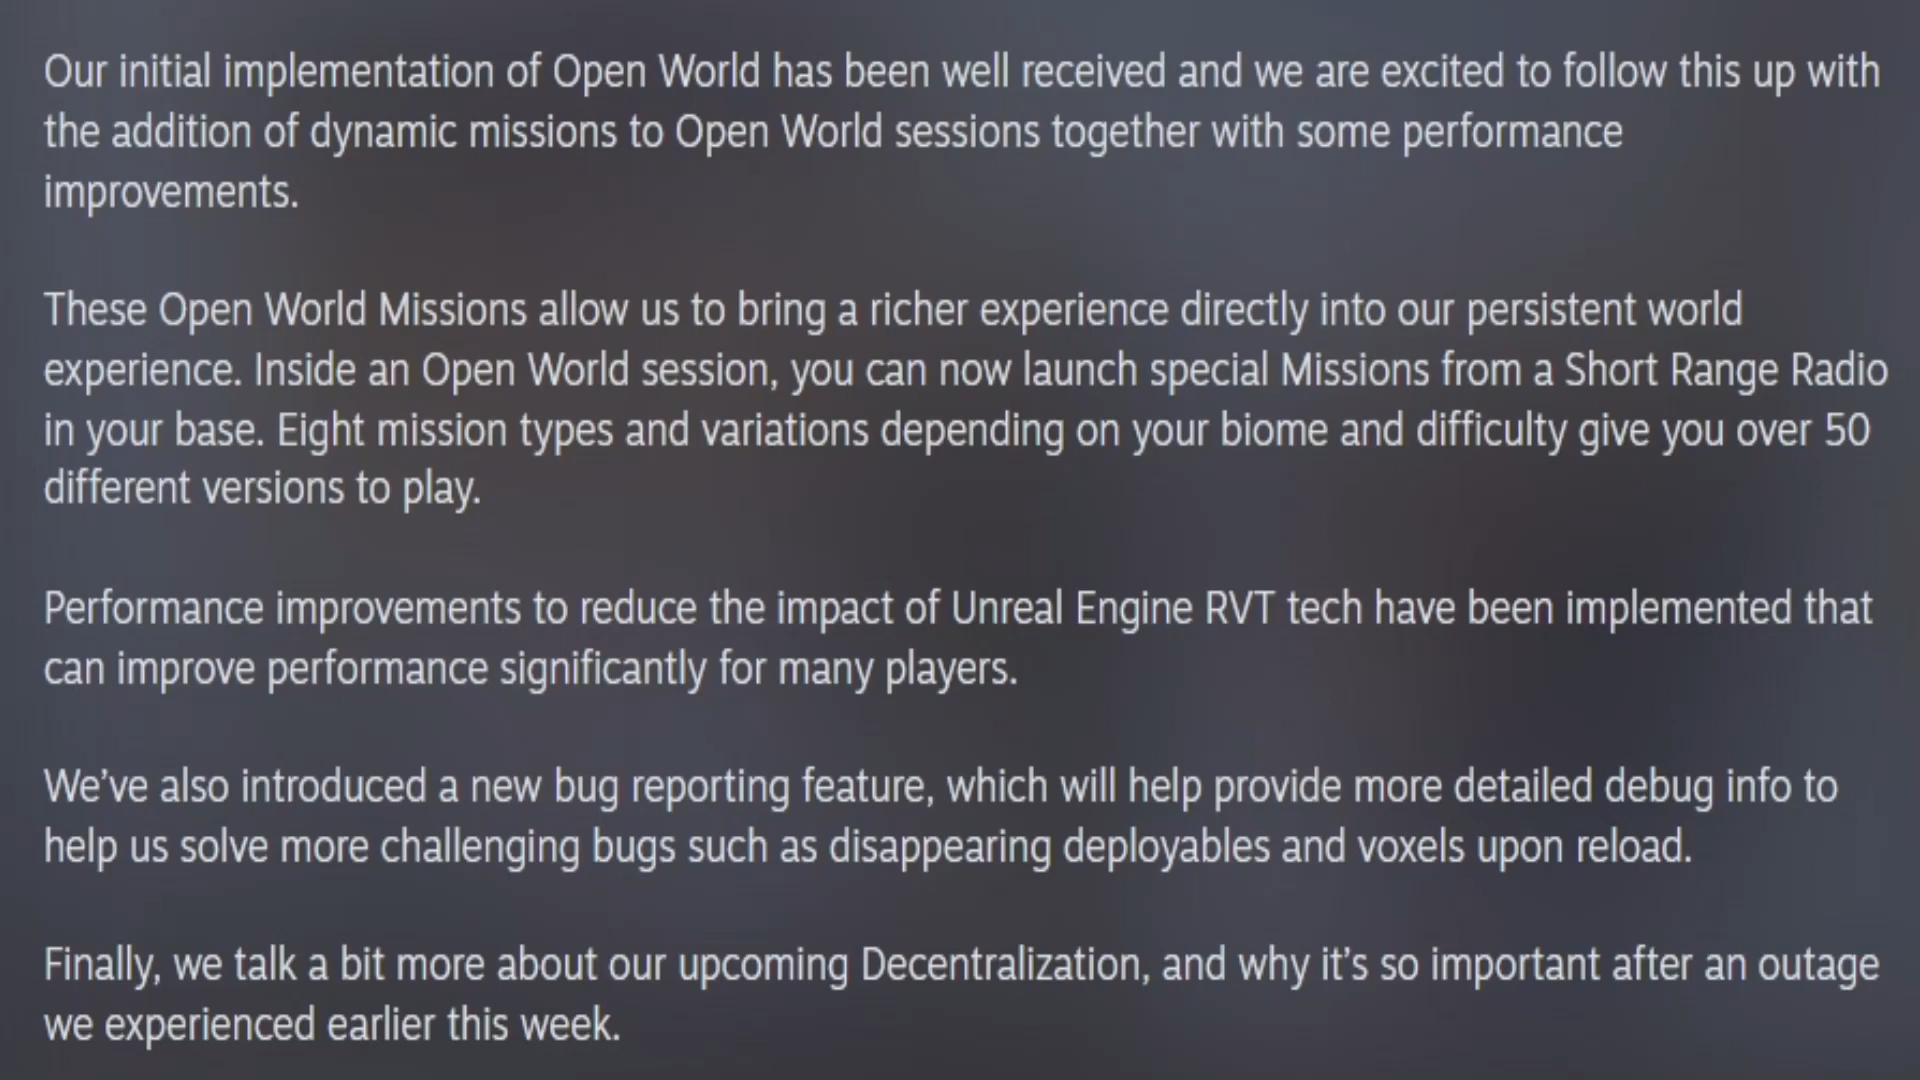 Our initial implementation of Open World has been well received and we are excited to follow this up with
the addition of dynamic missions to Open World sessions together with some performance
improvements.
These Open World Missions allow us to bring a richer experience directly into our persistent world
experience. Inside an Open World session, you can now launch special Missions from a Short Range Radio
in your base. Eight mission types and variations depending on your biome and difficulty give you over 50
different versions to play.
Performance improvements to reduce the impact of Unreal Engine RVT tech have been implemented that
can improve performance significantly for many players.
We’ve also introduced a new bug reporting feature, which will help provide more detailed debug info to
help us solve more challenging bugs such as disappearing deployables and voxels upon reload.
Finally, we talk a bit more about our upcoming Decentralization, and why it’s so important after an outage
we experienced earlier this week.